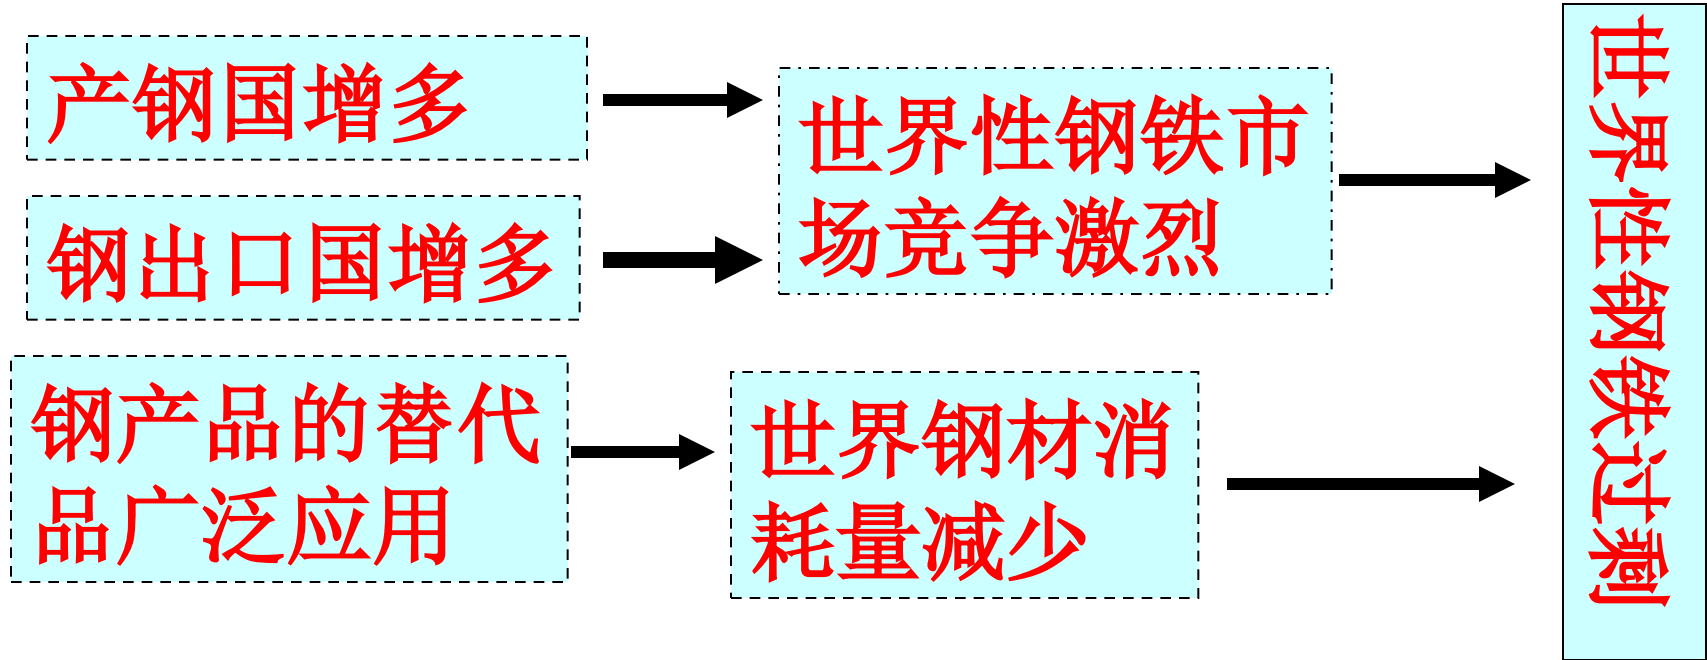 产钢国增多
钢出口国增多
钢产品的替代
品广泛应用
世界性钢铁市
场竞争激烈
世界钢材消
耗量减少
世界性钢铁过剩